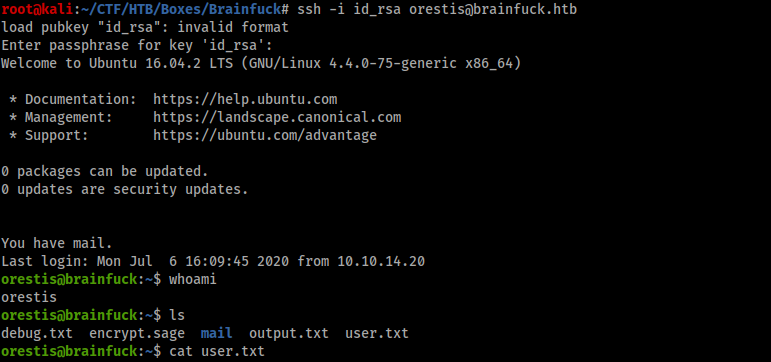 root@kali:~/CTF/HTB/Boxes/Brainfuck# ssh -i id_rsa orestis@brainfuck.htb
load pubkey "id_rsa": invalid format
Enter passphrase for key 'id_rsa':
Welcome to Ubuntu 16.04.2 LTS (GNU/Linux 4.4.0-75-generic x86_64)

 * Documentation:  https://help.ubuntu.com
 * Management:     https://landscape.canonical.com
 * Support:        https://ubuntu.com/advantage

0 packages can be updated.
0 updates are security updates.


You have mail.
Last login: Mon Jul  6 16:09:45 2020 from 10.10.14.20
orestis@brainfuck:~$ whoami
orestis
orestis@brainfuck:~$ ls
debug.txt  encrypt.sage  mail  output.txt  user.txt
orestis@brainfuck:~$ cat user.txt